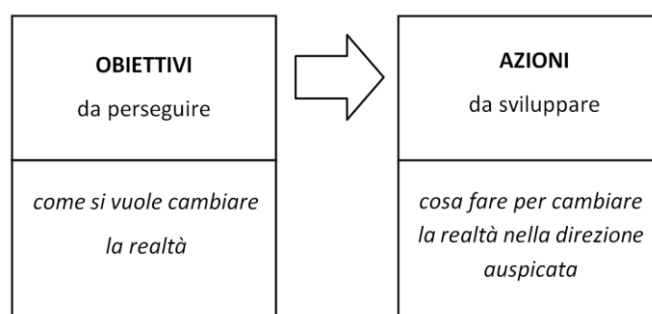 OBIETTIVI
da perseguire
come si vuole cambiare
la realtà
AZIONI
da sviluppare
cosa fare per cambiare
la realtà nella direzione
auspicata